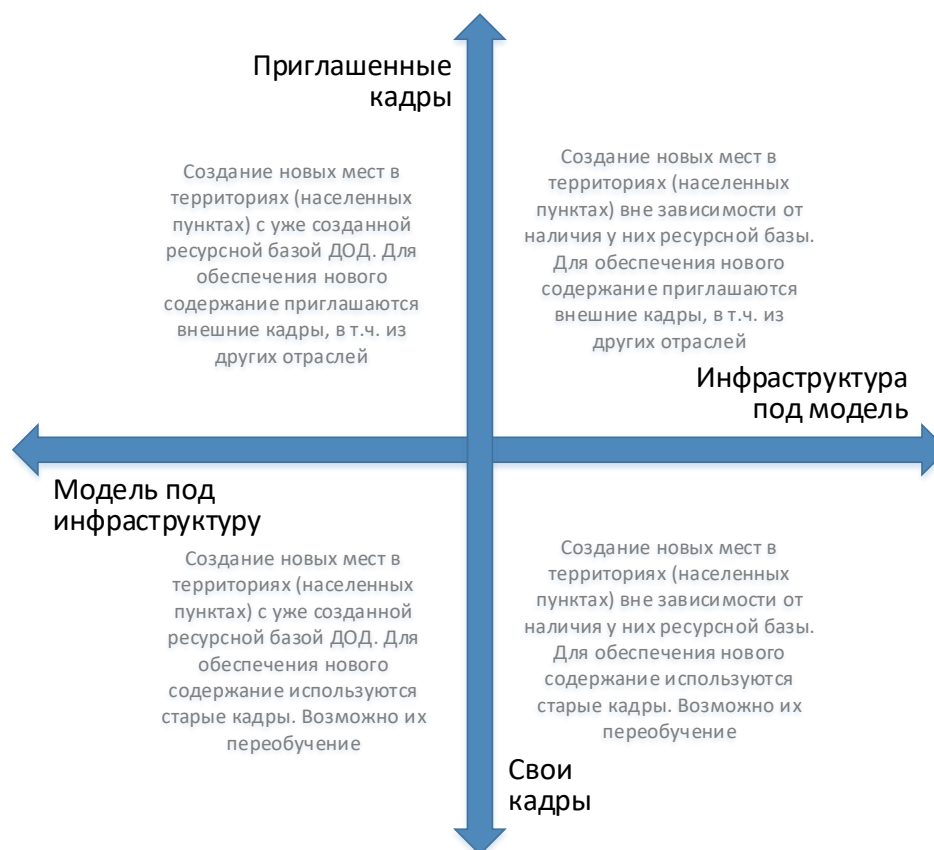 Приглашенные
кадры
Создание новых мест в
территориях (населенных
пунктах) с уже созданной
ресурсной базой ДОД. Для
обеспечения нового
содержание приглашаются
внешние кадры, в т.ч. из
других отраслей
Создание новых мест в
территориях (населенных
пунктах) вне зависимости от
наличия у них ресурсной базы.
Для обеспечения нового
содержание приглашаются
внешние кадры, в т.ч. из
других отраслей
Инфраструктура
под модель
Модель под
инфраструктуру
Создание новых мест в
территориях (населенных
пунктах) с уже созданной
ресурсной базой ДОД. Для
обеспечения нового
содержание используются
старые кадры. Возможно их
переобучение
Создание новых мест в
территориях (населенных
пунктах) вне зависимости от
наличия у них ресурсной базы.
Для обеспечения нового
содержание используются
старые кадры. Возможно их
переобучение
Свои
кадры